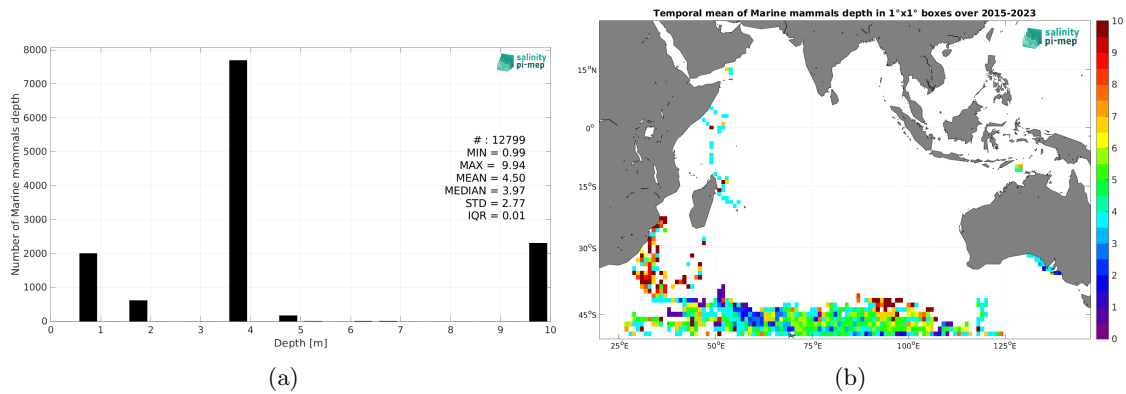 Temporal mean of Marine mammals depth in 1°x1° boxes over 2015-2023
salinity
pi-mep
8000
7000
6000
5000
4000
3000
2000
1000
0
Number of Marine mammals depth
# : 12799
MIN = 0.99
MAX = 9.94
MEAN = 4.50
MEDIAN = 3.97
STD = 2.77
IQR = 0.01
0 1 2 3 4 5 6 7 8 9 10
Depth [m]
(a)
salinity
pi-mep
15°N
0°
15°S
30°S
45°S
25°E 50°E 75°E 100°E 125°E
10
9
8
7
6
5
4
3
2
1
0
(b)